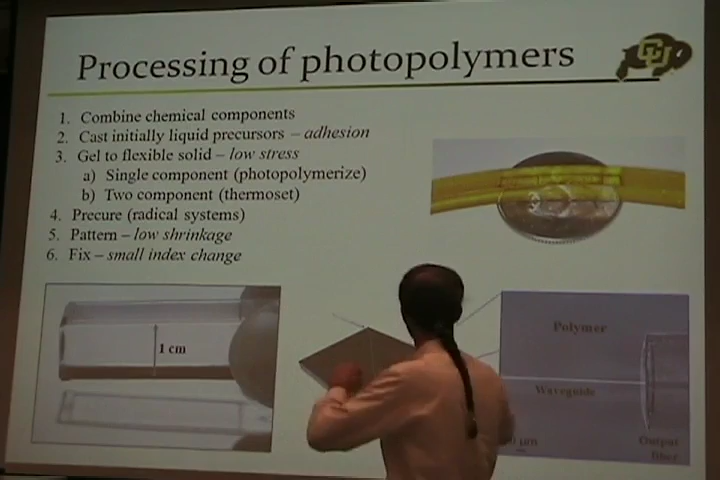 Processing of photopolymers
CU
1. Combine chemical components
2. Cast initially liquid precursors – adhesion
3. Gel to flexible solid – low stress
a) Single component (photopolymerize)
b) Two component (thermoset)
4. Precure (radical systems)
5. Pattern – low shrinkage
6. Fix – small index change
1 cm
Polymer
Waveguide
µm
Output
fiber